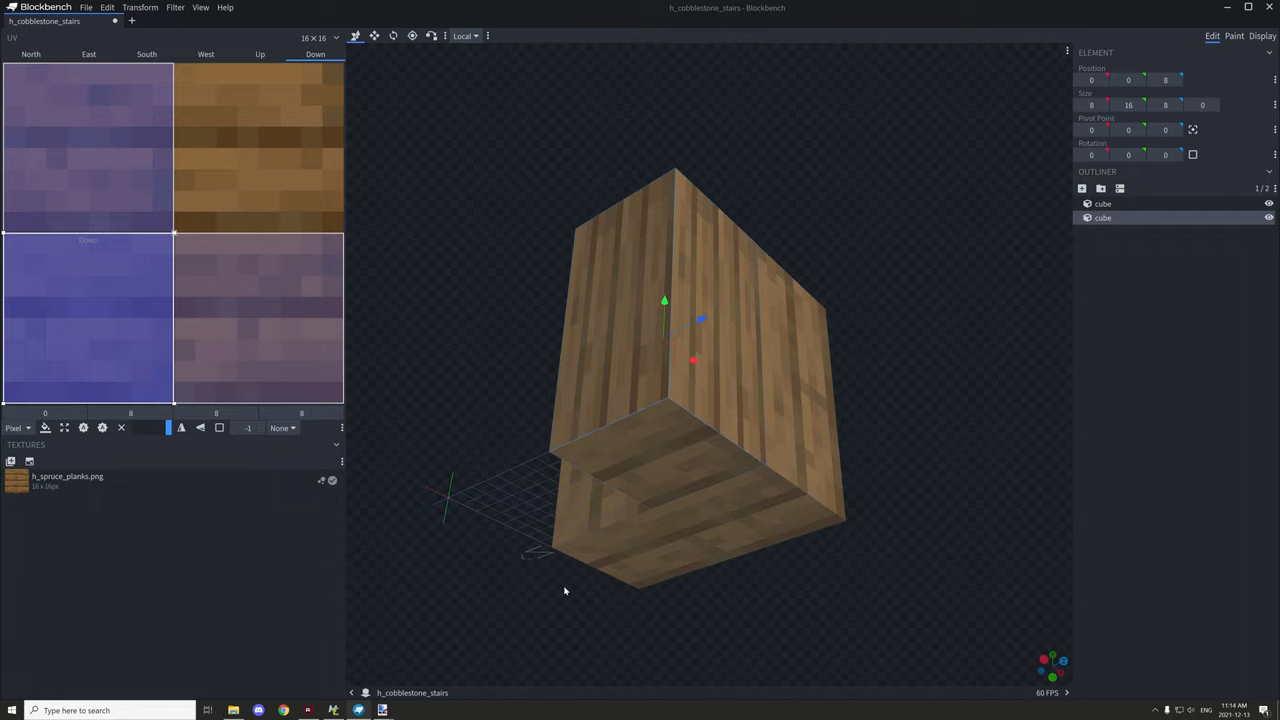 Blockbench File Edit Transform Filter View Help
h_cobblestone_stairs - Blockbench
h_cobblestone_stairs
UV
16×16
Local
Edit Paint Display
North East South West Up Down
ELEMENT
Position
0 0 8
Size
8 16 8 0
Pivot Point
0 0 0
Rotation
0 0 0
OUTLINER
1 / 2
cube
cube
Down
0 8 8 8
Pixel
-1 None
TEXTURES
h_spruce_planks.png
16 x 16px
h_cobblestone_stairs
60 FPS
Type here to search
ENG
11:14 AM
2021-12-13